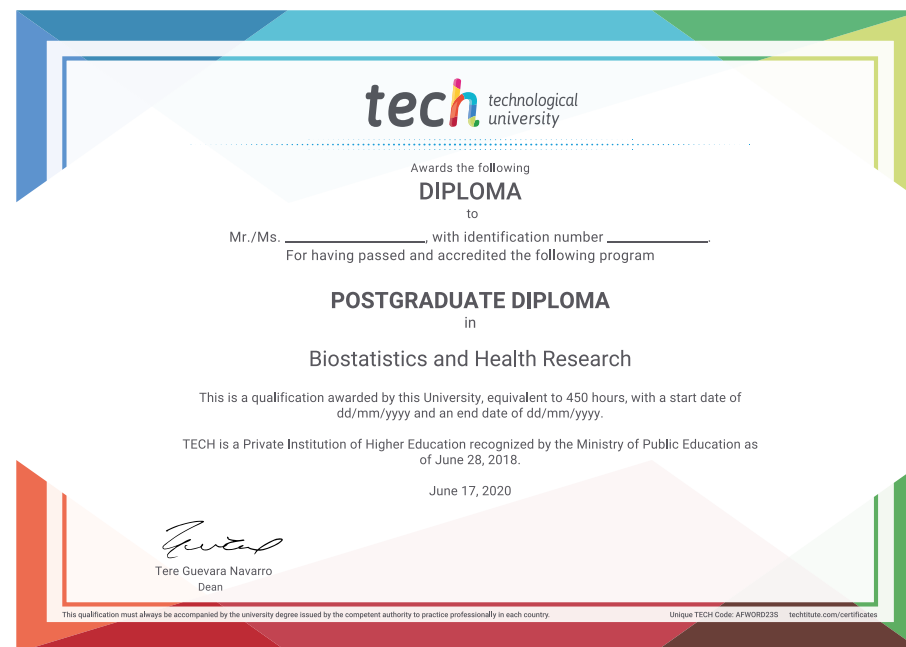 tech technological
university
Awards the following
DIPLOMA
to
Mr./Ms. ____________________, with identification number ______________.
For having passed and accredited the following program
POSTGRADUATE DIPLOMA
in
Biostatistics and Health Research
This is a qualification awarded by this University, equivalent to 450 hours, with a start date of
dd/mm/yyyy and an end date of dd/mm/yyyy.
TECH is a Private Institution of Higher Education recognized by the Ministry of Public Education as
of June 28, 2018.
June 17, 2020
Tere Guevara Navarro
Dean
This qualification must always be accompanied by the university degree issued by the competent authority to practice professionally in each country. Unique TECH Code: AFWORD23S techtitute.com/certificates